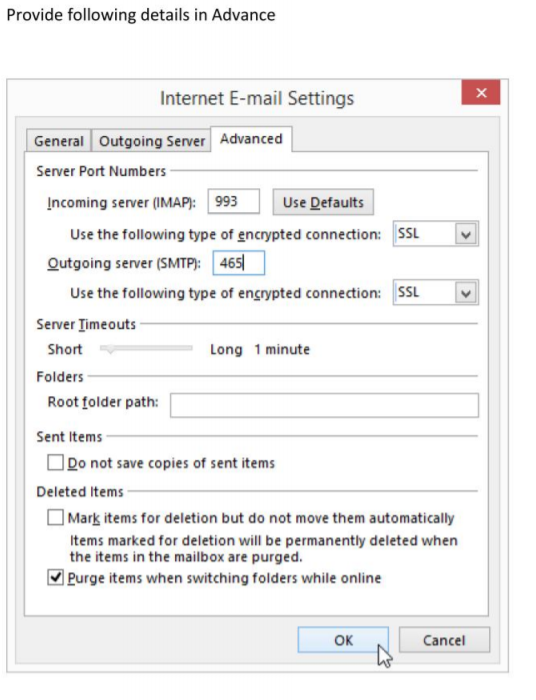 Provide following details in Advance
Internet E-mail Settings
General Outgoing Server Advanced
Server Port Numbers
Incoming server (IMAP): 993 Use Defaults
Use the following type of encrypted connection: SSL
Outgoing server (SMTP): 465
Use the following type of encrypted connection: SSL
Server Timeouts
Short Long 1 minute
Folders
Root folder path:
Sent Items
Do not save copies of sent items
Deleted Items
Mark items for deletion but do not move them automatically
Items marked for deletion will be permanently deleted when
the items in the mailbox are purged.
Purge items when switching folders while online
OK Cancel